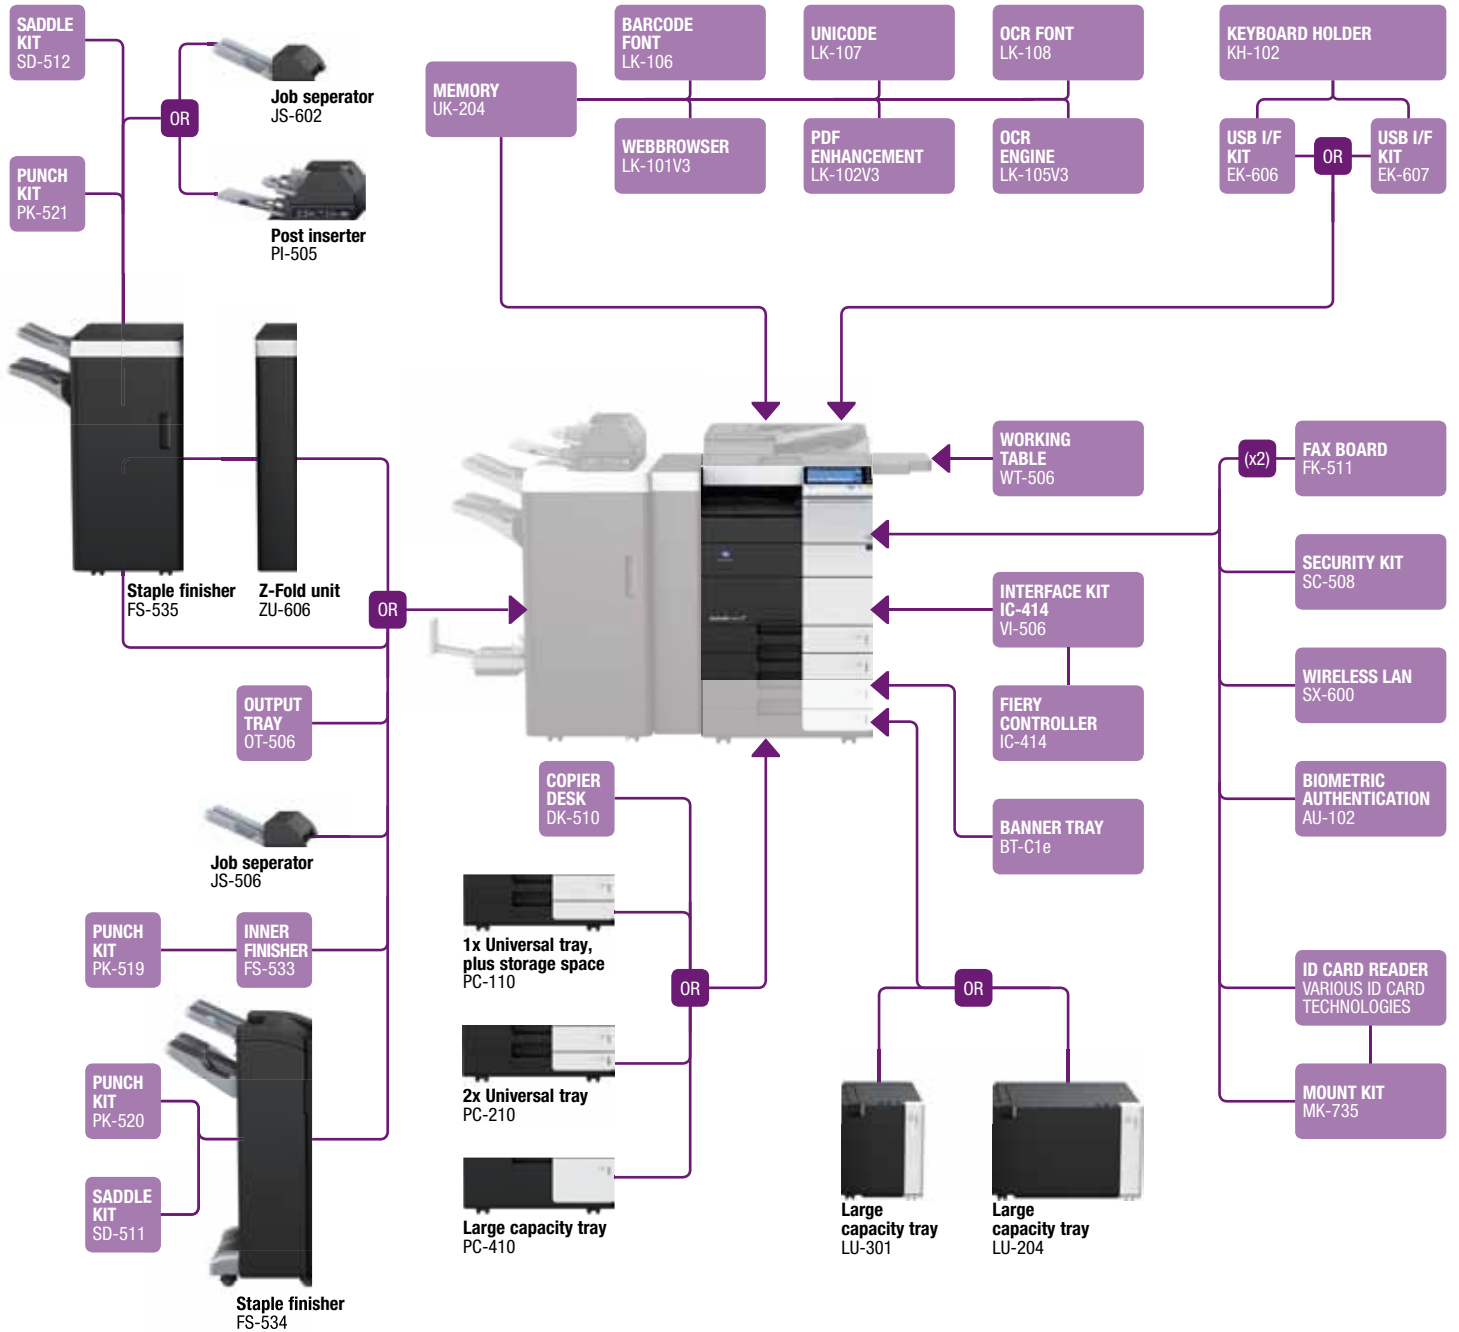 SADDLE
KIT
SD-512
Job seperator
JS-602
OR
PUNCH
KIT
PK-521
Post inserter
PI-505
MEMORY
UK-204
BARCODE
FONT
LK-106
UNICODE
LK-107
OCR FONT
LK-108
WEBBROWSER
LK-101V3
PDF
ENHANCEMENT
LK-102V3
OCR
ENGINE
LK-105V3
KEYBOARD HOLDER
KH-102
USB I/F
KIT
EK-606
OR
USB I/F
KIT
EK-607
Staple finisher
FS-535
Z-Fold unit
ZU-606
OR
WORKING
TABLE
WT-506
(x2)
FAX BOARD
FK-511
SECURITY KIT
SC-508
INTERFACE KIT
IC-414
VI-506
FIERY
CONTROLLER
IC-414
WIRELESS LAN
SX-600
BIOMETRIC
AUTHENTICATION
AU-102
BANNER TRAY
BT-C1e
OUTPUT
TRAY
OT-506
Job seperator
JS-506
PUNCH
KIT
PK-519
INNER
FINISHER
FS-533
PUNCH
KIT
PK-520
SADDLE
KIT
SD-511
Staple finisher
FS-534
COPIER
DESK
DK-510
1x Universal tray,
plus storage space
PC-110
OR
2x Universal tray
PC-210
Large capacity tray
PC-410
OR
Large
capacity tray
LU-301
Large
capacity tray
LU-204
ID CARD READER
VARIOUS ID CARD
TECHNOLOGIES
MOUNT KIT
MK-735